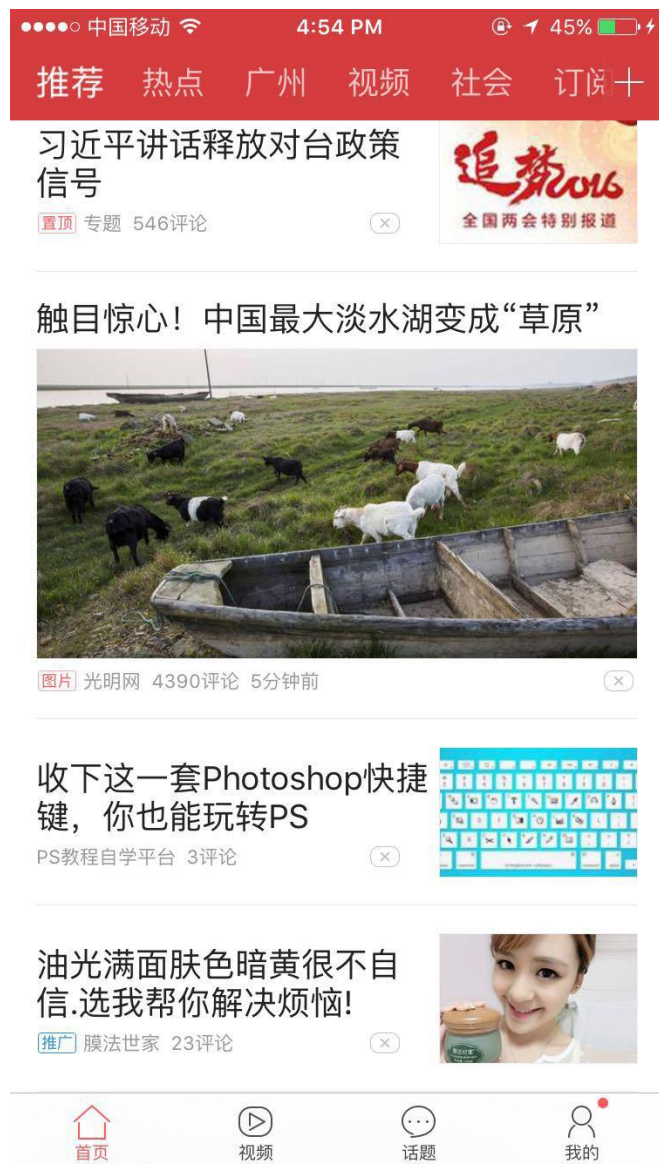 中国移动 4:54 PM 45%
推荐 热点 广州 视频 社会 订阅
习近平讲话释放对台政策
信号
置顶 专题 546评论
追梦2016
全国两会特别报道
触目惊心！中国最大淡水湖变成“草原”
图片 光明网 4390评论 5分钟前
收下这一套Photoshop快捷
键，你也能玩转PS
PS教程自学平台 3评论
油光满面肤色暗黄很不自
信.选我帮你解决烦恼!
推广 膜法世家 23评论
首页 视频 话题 我的